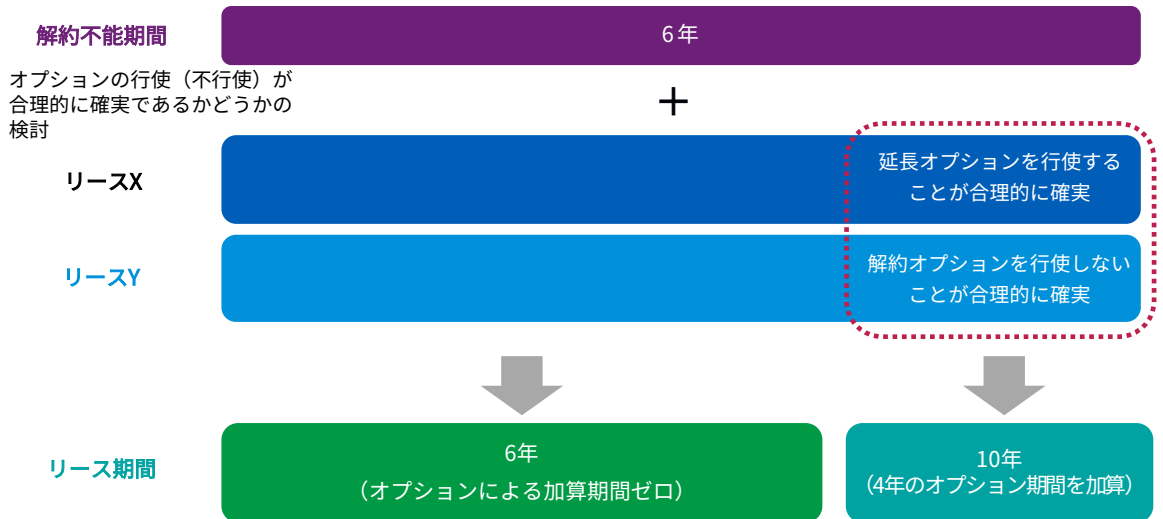 解約不能期間
6年
オプションの行使（不行使）が
合理的に確実であるかどうかの
検討
＋
リースX
延長オプションを行使する
ことが合理的に確実
リースY
解約オプションを行使しない
ことが合理的に確実
リース期間
6年
（オプションによる加算期間ゼロ）
10年
（4年のオプション期間を加算）